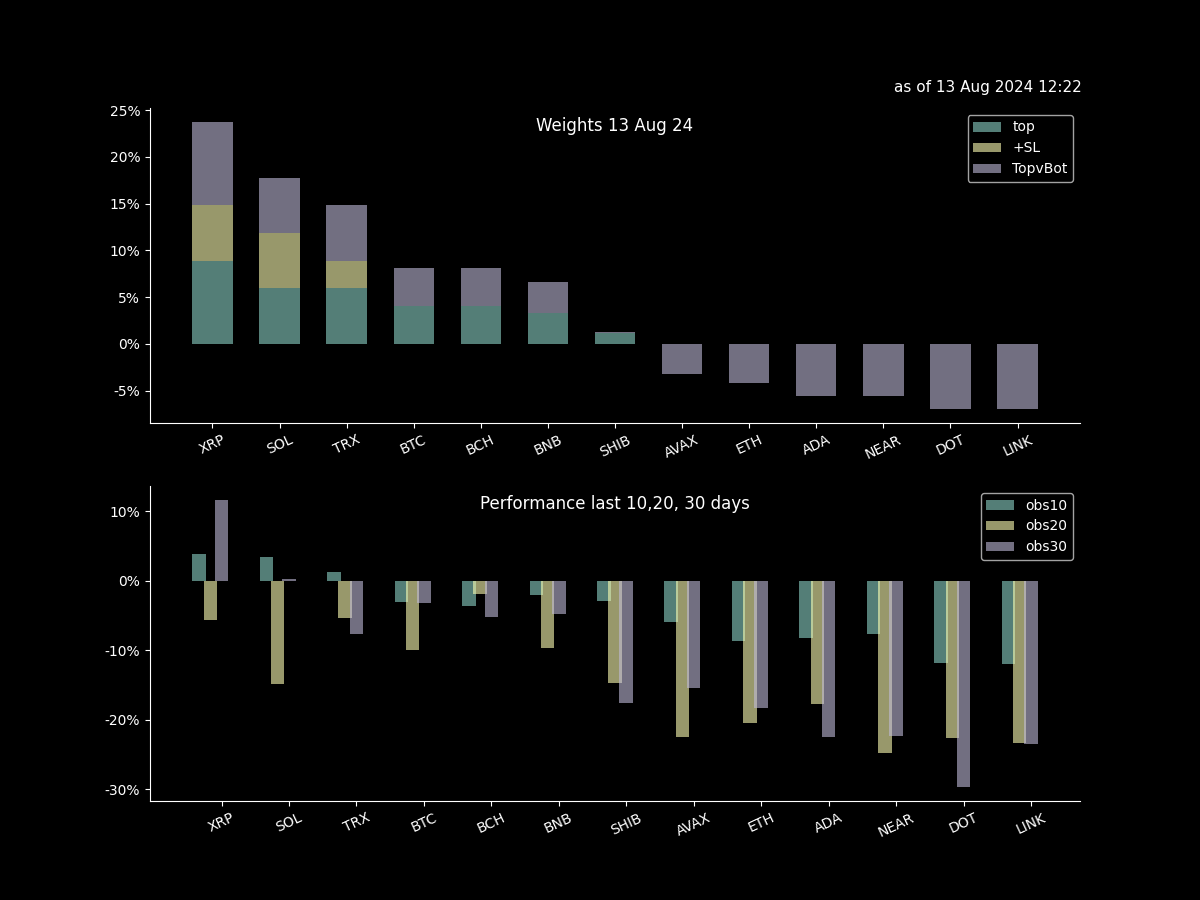 as of 13 Aug 2024 12:22
Weights 13 Aug 24
top
+SL
TopvBot
25%
20%
15%
10%
5%
0%
-5%
XRP SOL TRX BTC BCH BNB SHIB AVAX ETH ADA NEAR DOT LINK
Performance last 10,20, 30 days
obs10
obs20
obs30
10%
0%
-10%
-20%
-30%
XRP SOL TRX BTC BCH BNB SHIB AVAX ETH ADA NEAR DOT LINK